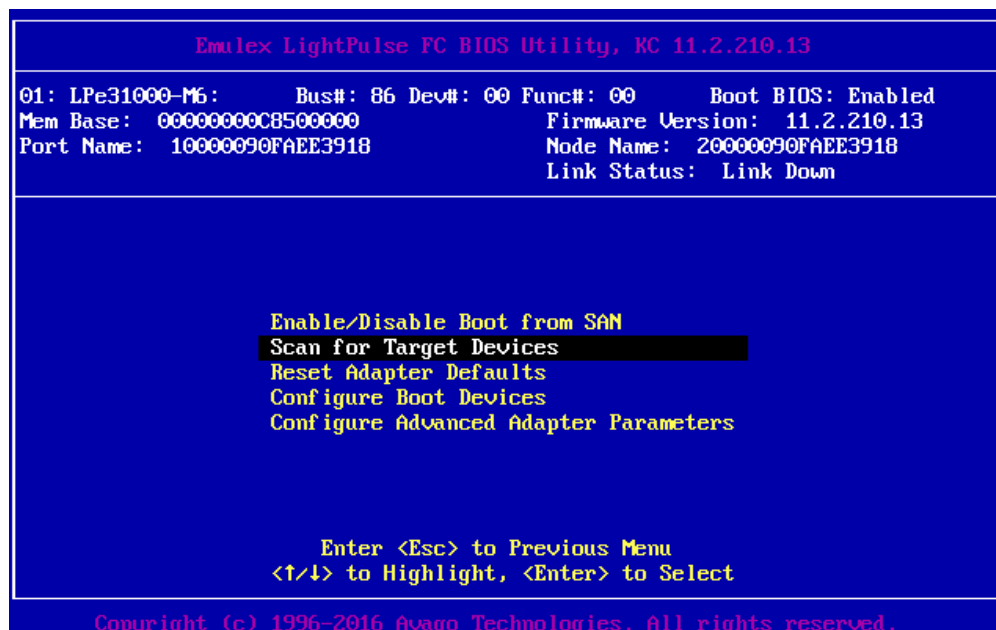 Emulex LightPulse FC BIOS Utility, KC 11.2.210.13
01: LPe31000-M6: Bus#: 86 Dev#: 00 Func#: 00 Boot BIOS: Enabled
Mem Base: 00000000C8500000 Firmware Version: 11.2.210.13
Port Name: 10000090FAEE3918 Node Name: 20000090FAEE3918
Link Status: Link Down
Enable/Disable Boot from SAN
Scan for Target Devices
Reset Adapter Defaults
Configure Boot Devices
Configure Advanced Adapter Parameters
Enter <Esc> to Previous Menu
<↑/↓> to Highlight, <Enter> to Select
Copyright (c) 1996-2016 Avago Technologies. All rights reserved.